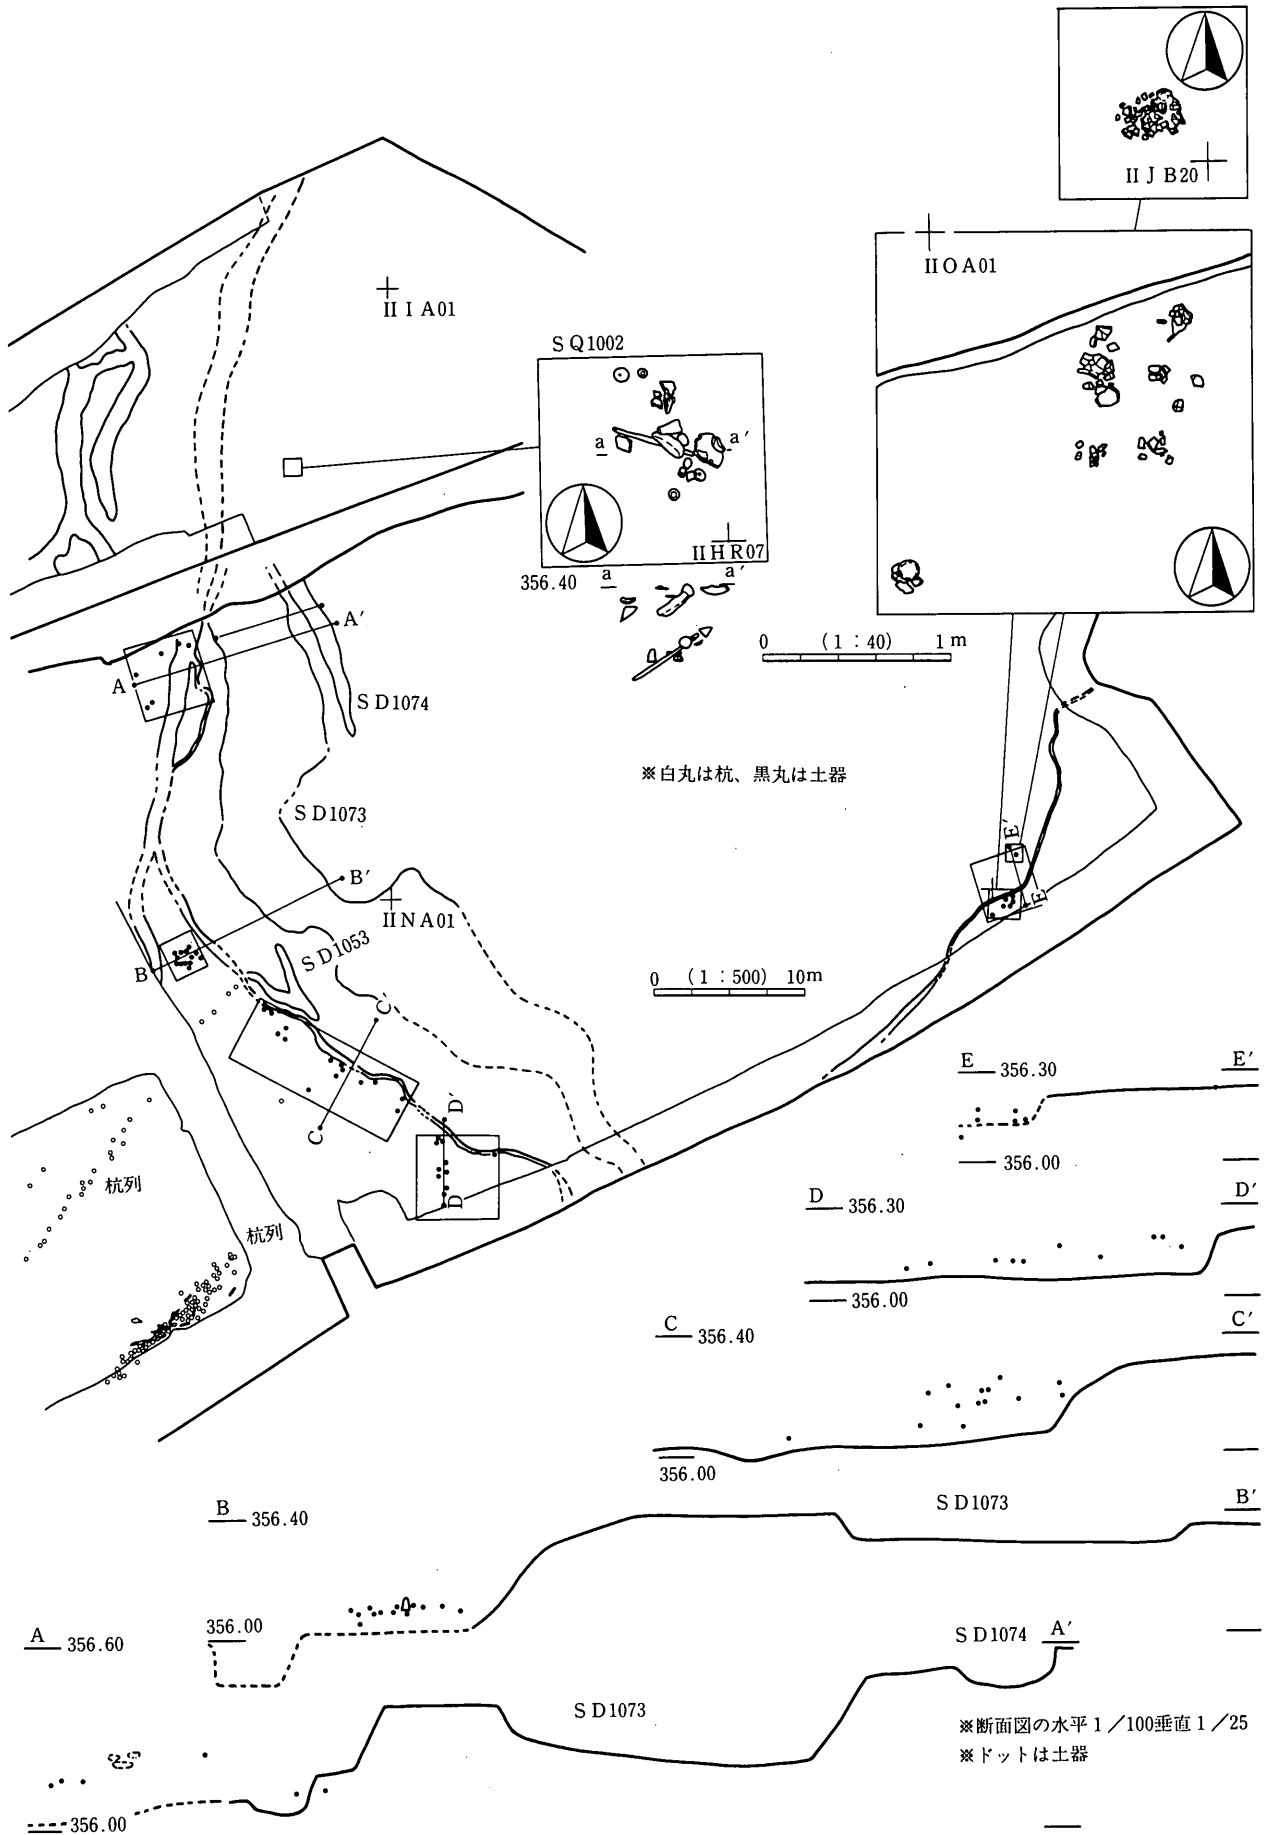 ⅡＪＢ20
ⅡＯＡ01
ⅡＩＡ01
ＳＱ1002
a
a′
ⅡＨＲ07
356.40
a
a′
0 (1：40) 1m
A
A′
ＳＤ1074
※白丸は杭、黒丸は土器
ＳＤ1073
B′
ⅡＮＡ01
E′
E
B
ＳＤ1053
0 (1：500) 10m
C′
C
D′
D
杭列
杭列
E 356.30 E′
356.00
D 356.30 D′
356.00
C 356.40 C′
356.00
B 356.40 ＳＤ1073 B′
356.00
A 356.60 ＳＤ1074 A′
ＳＤ1073
※断面図の水平１／100垂直１／25
※ドットは土器
356.00